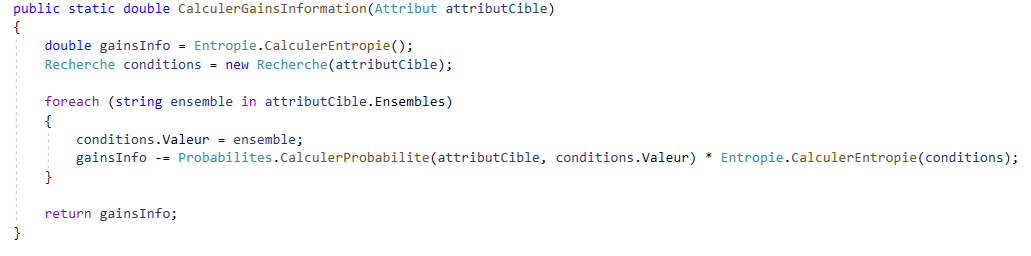 public static double CalculerGainsInformation(Attribut attributCible)
{
    double gainsInfo = Entropie.CalculerEntropie();
    Recherche conditions = new Recherche(attributCible);

    foreach (string ensemble in attributCible.Ensembles)
    {
        conditions.Valeur = ensemble;
        gainsInfo -= Probabilites.CalculerProbabilite(attributCible, conditions.Valeur) * Entropie.CalculerEntropie(conditions);
    }

    return gainsInfo;
}